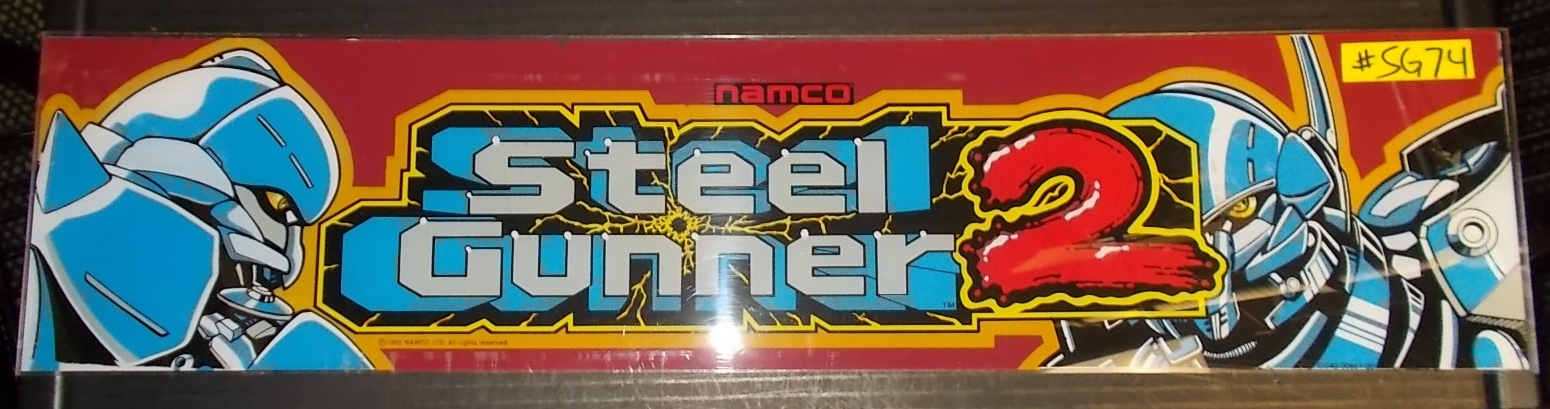 #SG74
namco
Steel
Gunner 2
TM
©1992 NAMCO LTD. All rights reserved